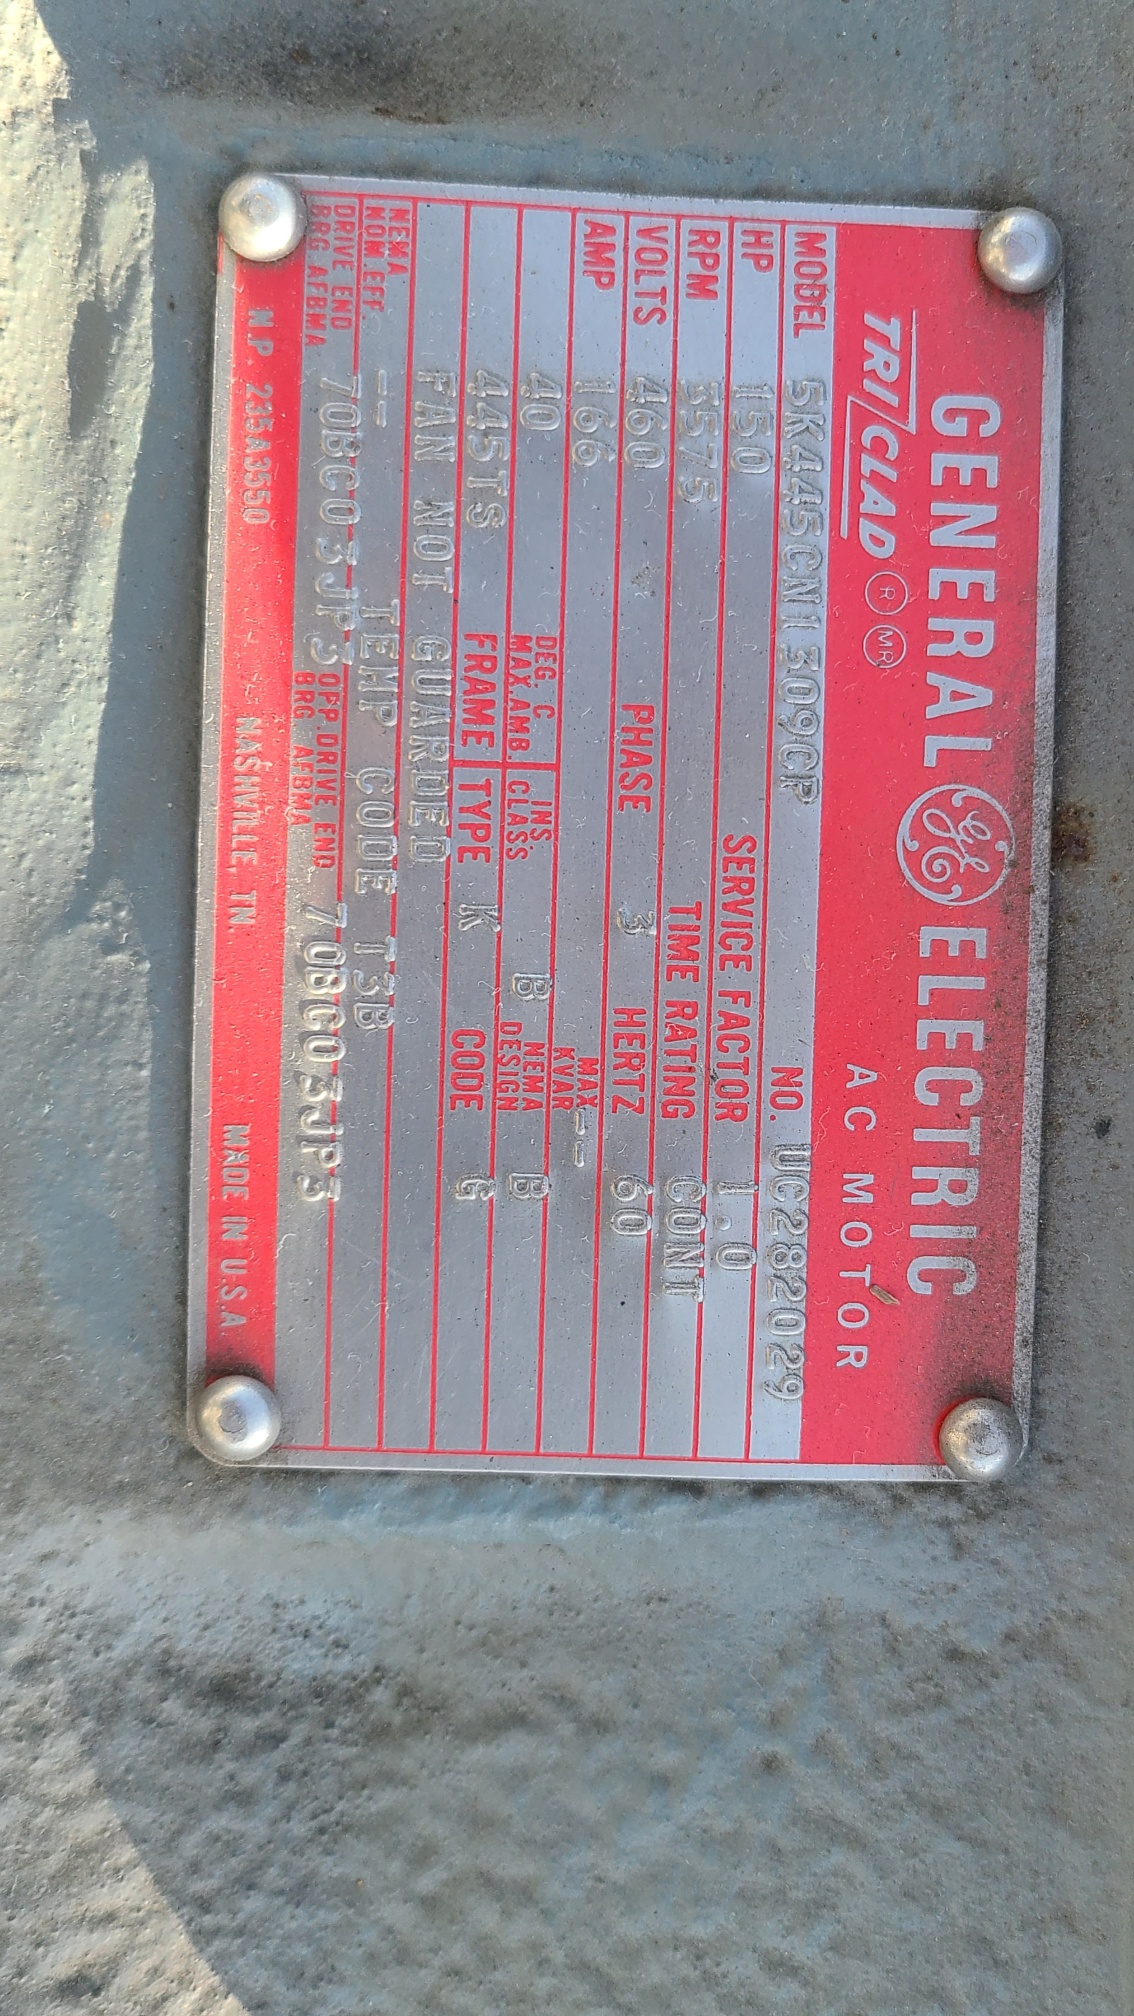 GENERAL GE ELECTRIC
TRI/CLAD ® MR AC MOTOR
MODEL 5K445CN1309CP NO. UC282029
HP 150 SERVICE FACTOR 1.0
RPM 3575 TIME RATING CONT
VOLTS 460 PHASE 3 HERTZ 60
AMP 166 MAX. KVAR --
40 DEG. C MAX. AMB. INS. CLASS B NEMA DESIGN B
445TS FRAME TYPE K CODE G
FAN NOT GUARDED
NEMA NOM. EFF. -- TEMP CODE T3B
DRIVE END BRG AFBMA 70BC03JP3 OPP. DRIVE END BRG AFBMA 70BC03JP3
N.P. 235A3550 NASHVILLE, TN. MADE IN U.S.A.